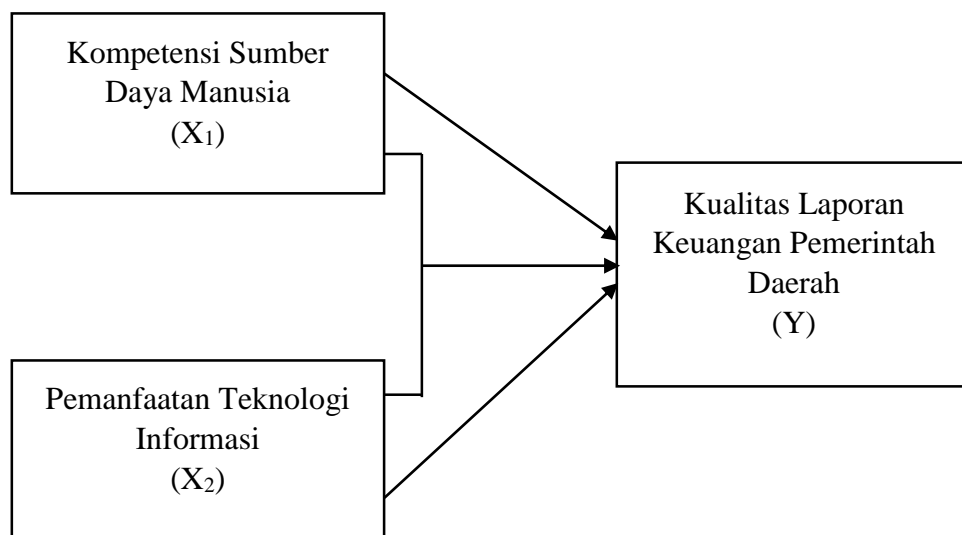 Kompetensi Sumber
Daya Manusia
(X₁)
Kualitas Laporan
Keuangan Pemerintah
Daerah
(Y)
Pemanfaatan Teknologi
Informasi
(X₂)